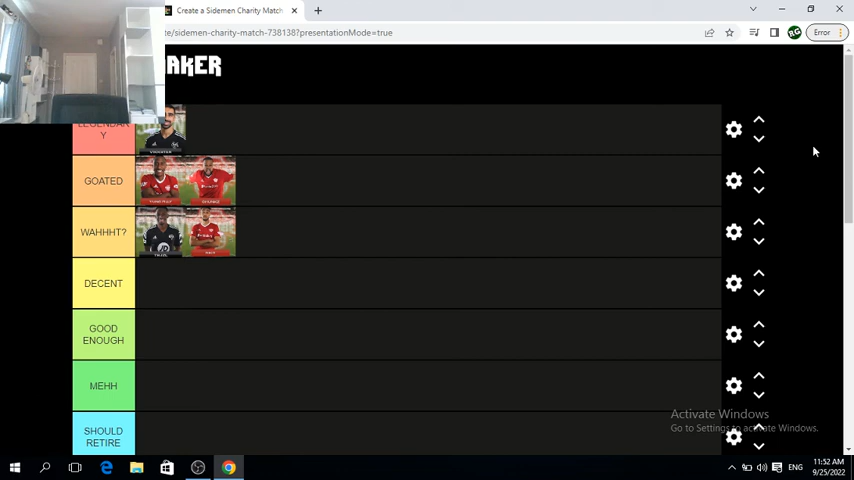 Create a Sidemen Charity Match
te/sidemen-charity-match-738138?presentationMode=true
Error
RG
AKER
LEGENDAR
Y
GOATED
WAHHHT?
DECENT
GOOD
ENOUGH
MEHH
SHOULD
RETIRE
Activate Windows
Go to Settings to activate Windows.
ENG
11:52 AM
9/25/2022